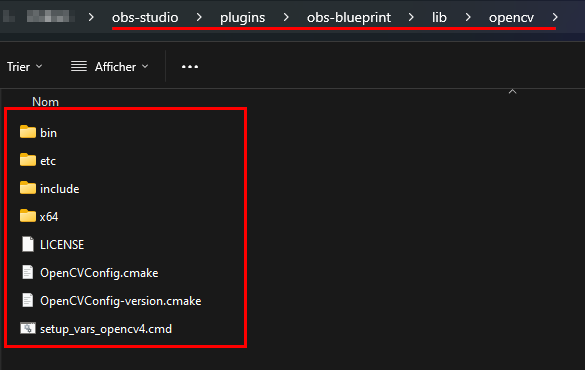 obs-studio > plugins > obs-blueprint > lib > opencv >
Trier Afficher ...
Nom
bin
etc
include
x64
LICENSE
OpenCVConfig.cmake
OpenCVConfig-version.cmake
setup_vars_opencv4.cmd